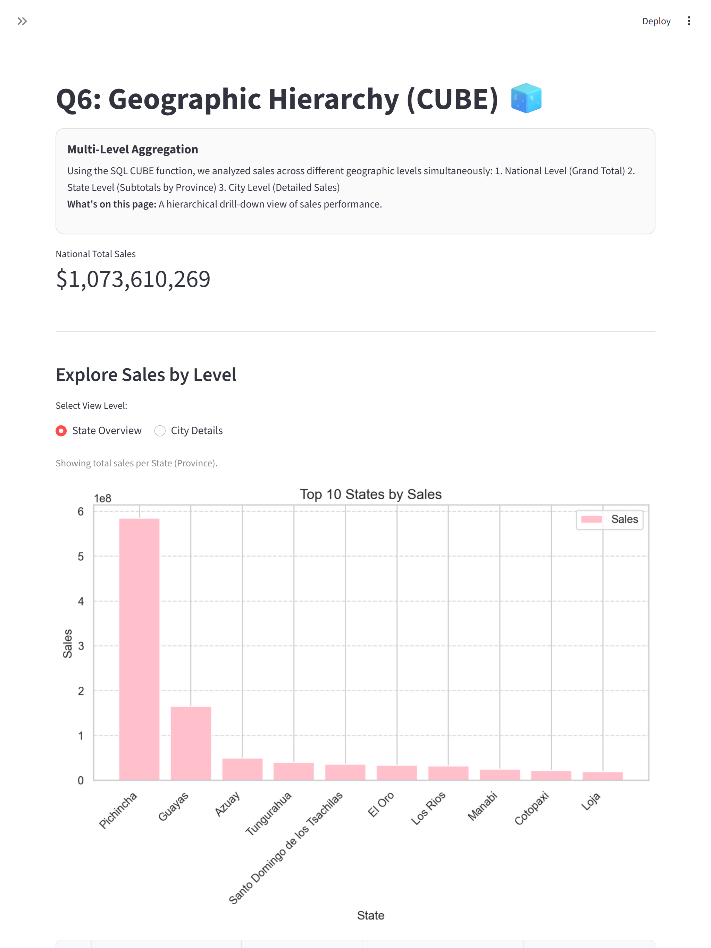 Deploy
Q6: Geographic Hierarchy (CUBE)
Multi-Level Aggregation
Using the SQL CUBE function, we analyzed sales across different geographic levels simultaneously: 1. National Level (Grand Total) 2.
State Level (Subtotals by Province) 3. City Level (Detailed Sales)
What's on this page: A hierarchical drill-down view of sales performance.
National Total Sales
$1,073,610,269
Explore Sales by Level
Select View Level:
State Overview City Details
Showing total sales per State (Province).
Top 10 States by Sales
1e8
Sales
6
5
4
3
2
1
0
Sales
Pichincha
Guayas
Azuay
Tungurahua
Santo Domingo de los Tsachilas
El Oro
Los Rios
Manabi
Cotopaxi
Loja
State